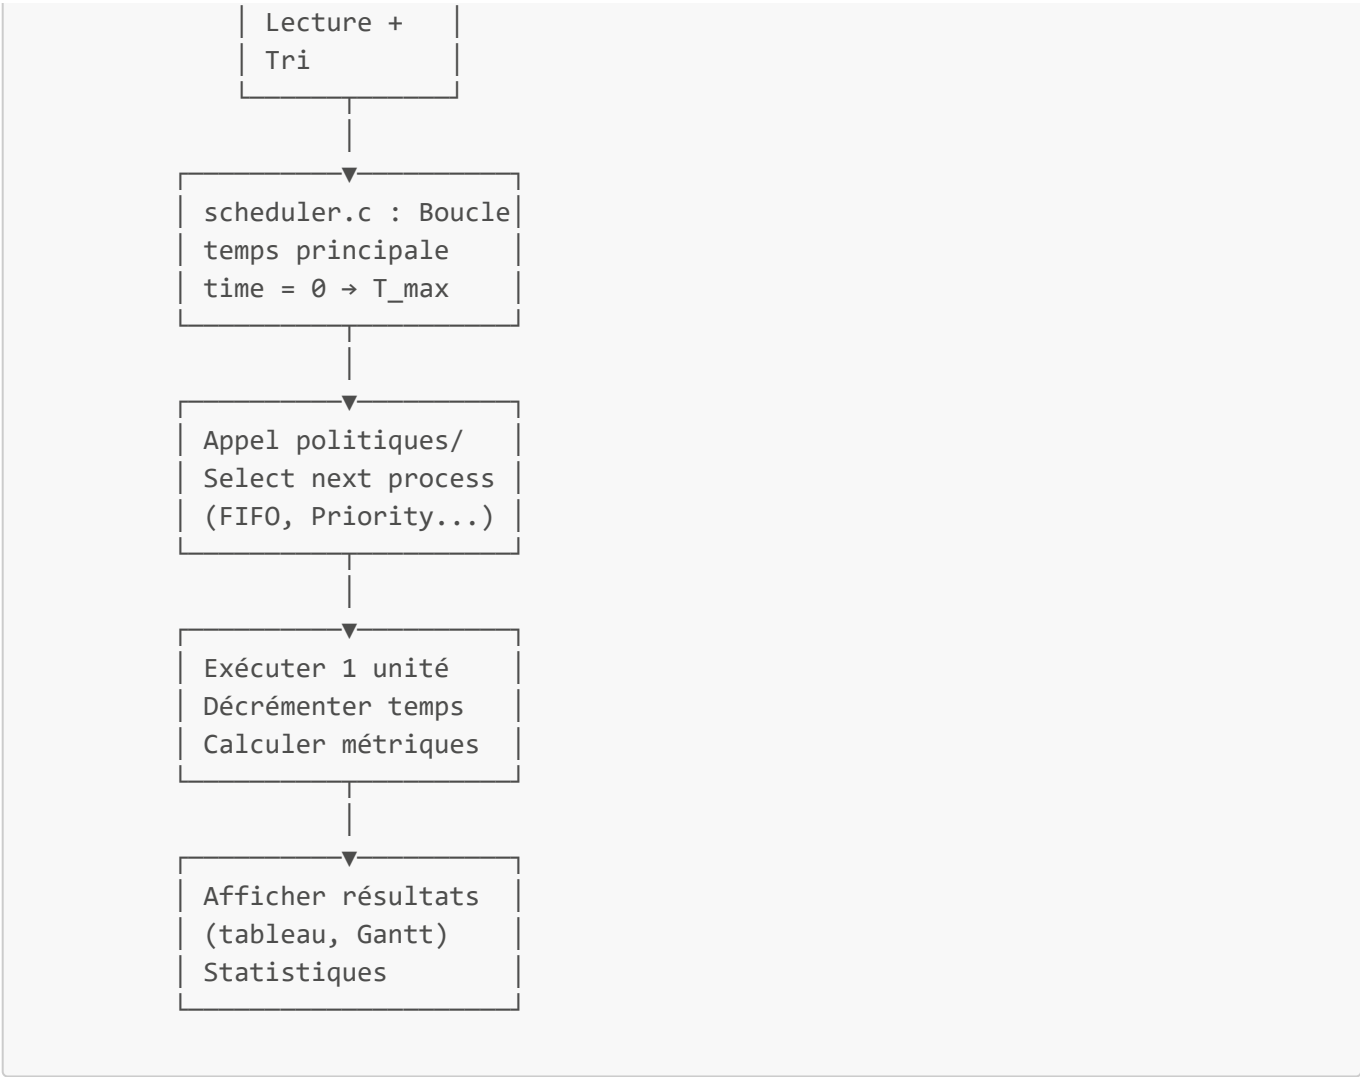 Lecture +
Tri
scheduler.c : Boucle
temps principale
time = 0 → T_max
Appel politiques/
Select next process
(FIFO, Priority...)
Exécuter 1 unité
Décrémenter temps
Calculer métriques
Afficher résultats
(tableau, Gantt)
Statistiques